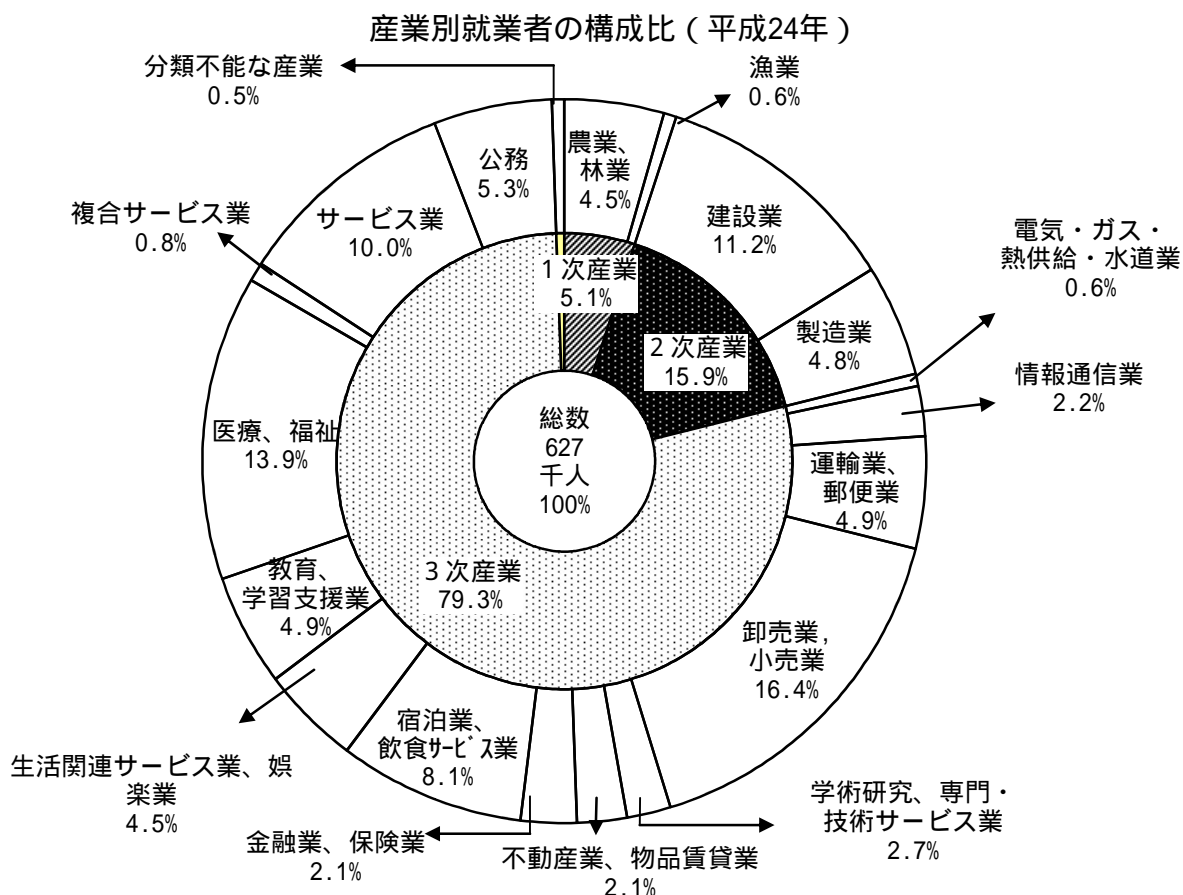 産業別就業者の構成比（平成24年）
分類不能な産業
0.5%
漁業
0.6%
農業、
林業
4.5%
公務
5.3%
複合サービス業
0.8%
サービス業
10.0%
建設業
11.2%
電気・ガス・
熱供給・水道業
0.6%
１次産業
5.1%
２次産業
15.9%
製造業
4.8%
情報通信業
2.2%
医療、福祉
13.9%
総数
627
千人
100%
運輸業、
郵便業
4.9%
３次産業
79.3%
教育、
学習支援業
4.9%
卸売業,
小売業
16.4%
宿泊業、
飲食ｻｰﾋﾞｽ業
8.1%
生活関連サービス業、娯
楽業
4.5%
金融業、保険業
2.1%
不動産業、物品賃貸業
2.1%
学術研究、専門・
技術サービス業
2.7%